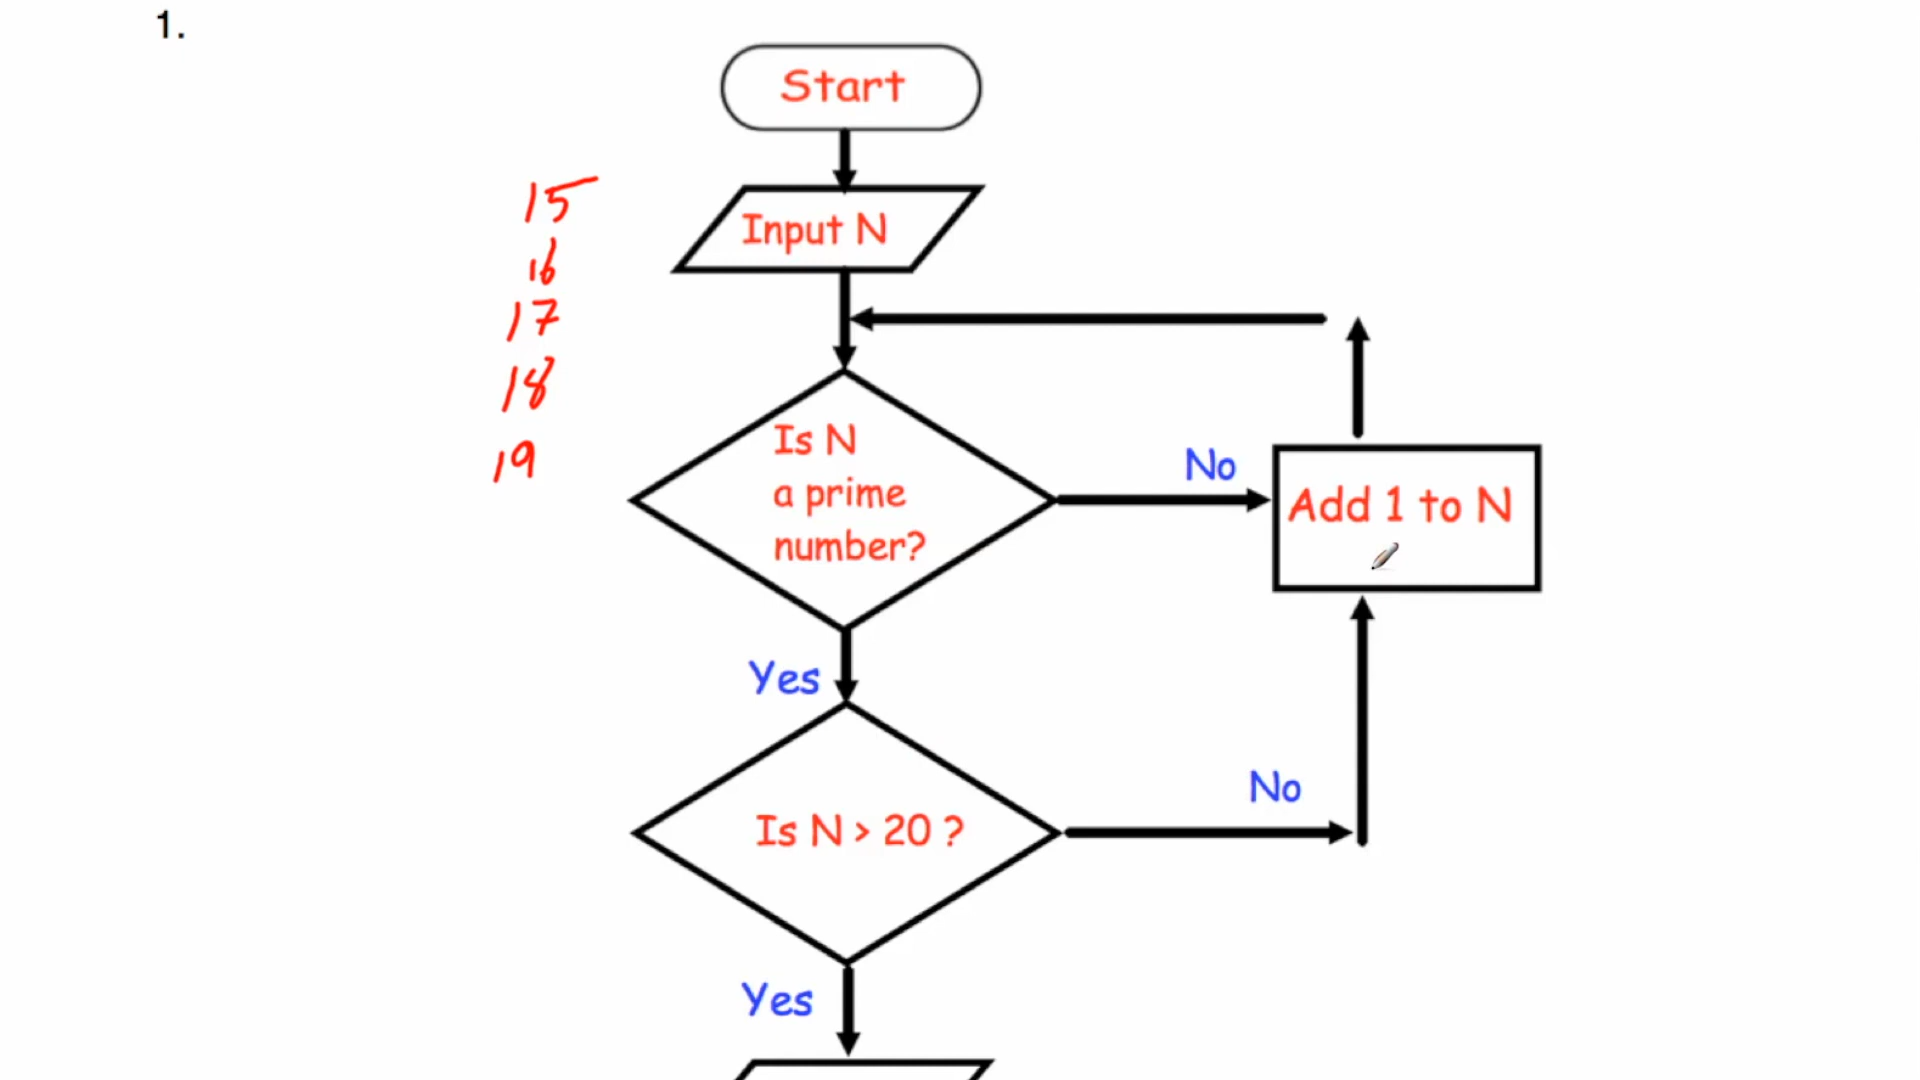 1.
Start
15
Input N
16
17
18
Is N
a prime
number?
19
No
Add 1 to N
Yes
No
Is N > 20 ?
Yes